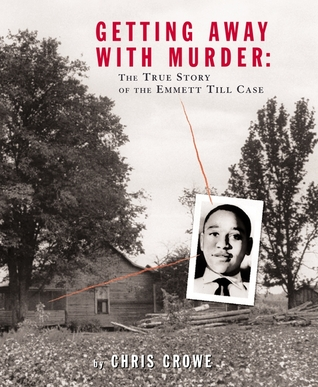 GETTING AWAY
WITH MURDER:
THE TRUE STORY
OF THE EMMETT TILL CASE
by CHRIS CROWE